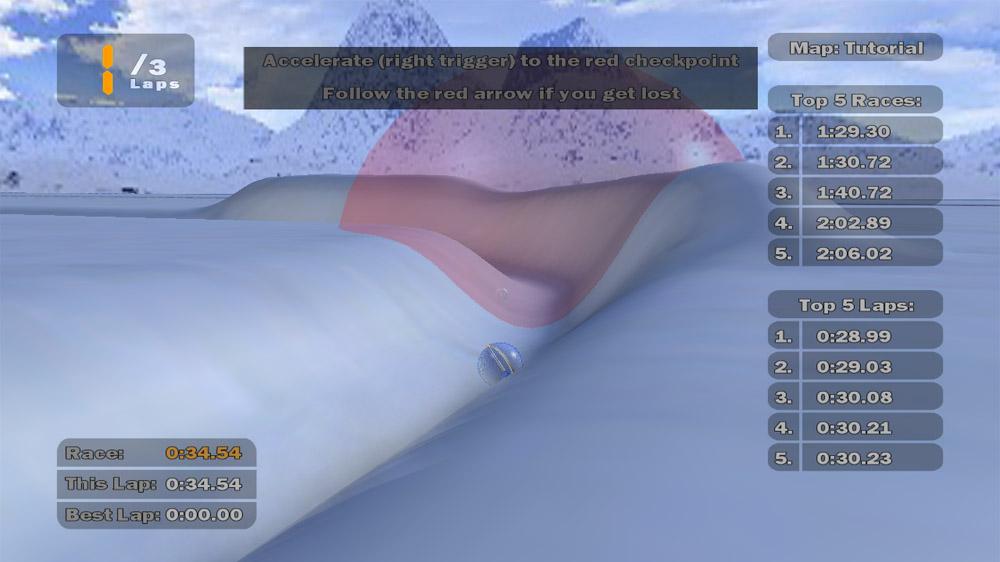 1/3
Laps
Accelerate (right trigger) to the red checkpoint
Follow the red arrow if you get lost
Map: Tutorial
Top 5 Races:
1. 1:29.30
2. 1:30.72
3. 1:40.72
4. 2:02.89
5. 2:06.02
Top 5 Laps:
1. 0:28.99
2. 0:29.03
3. 0:30.08
4. 0:30.21
5. 0:30.23
Race: 0:34.54
This Lap: 0:34.54
Best Lap: 0:00.00